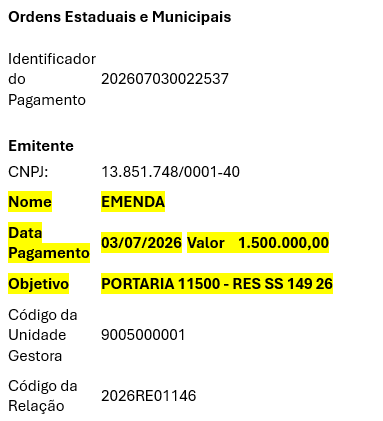 Ordens Estaduais e Municipais
Identificador
do
Pagamento
202607030022537
Emitente
CNPJ: 13.851.748/0001-40
Nome EMENDA
Data
Pagamento
03/07/2026 Valor 1.500.000,00
Objetivo PORTARIA 11500 - RES SS 149 26
Código da
Unidade
Gestora
9005000001
Código da
Relação
2026RE01146